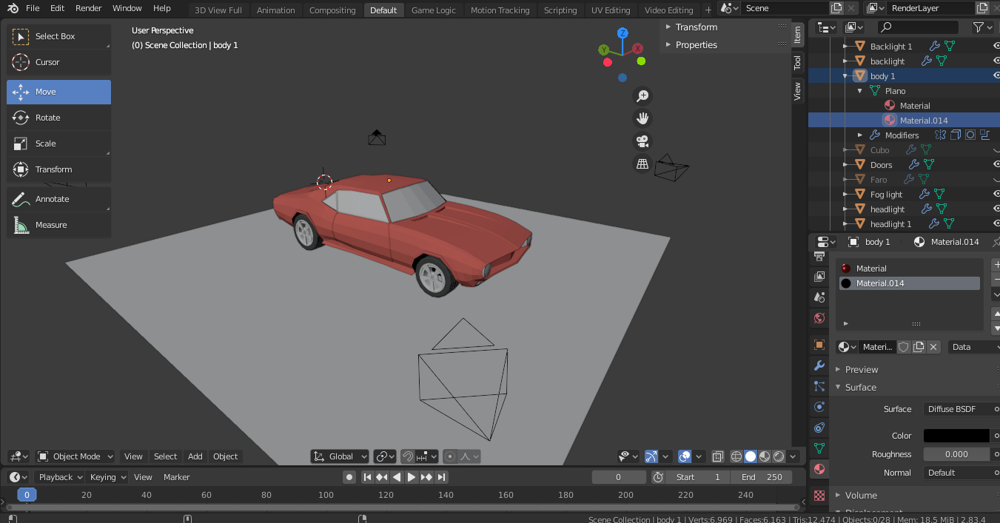 File Edit Render Window Help 3D View Full Animation Compositing Default Game Logic Motion Tracking Scripting UV Editing Video Editing + Scene RenderLayer
Select Box
Cursor
Move
Rotate
Scale
Transform
Annotate
Measure
User Perspective
(0) Scene Collection | body 1
Z
Y
X
Transform
Properties
Item
Tool
View
Backlight 1
backlight
body 1
Plano
Material
Material.014
Modifiers
Cubo
Doors
Faro
Fog light
headlight
headlight 1
body 1 Material.014
Material
Material.014
Materi... Data
Preview
Surface
Surface Diffuse BSDF
Color
Roughness 0.000
Normal Default
Volume
Object Mode View Select Add Object Global
Playback Keying View Marker 0 Start 1 End 250
0 20 40 60 80 100 120 140 160 180 200 220 240
Scene Collection | body 1 | Verts:6.969 | Faces:6.163 | Tris:12.474 | Objects:0/28 | Mem: 18.5 MiB | 2.83.4